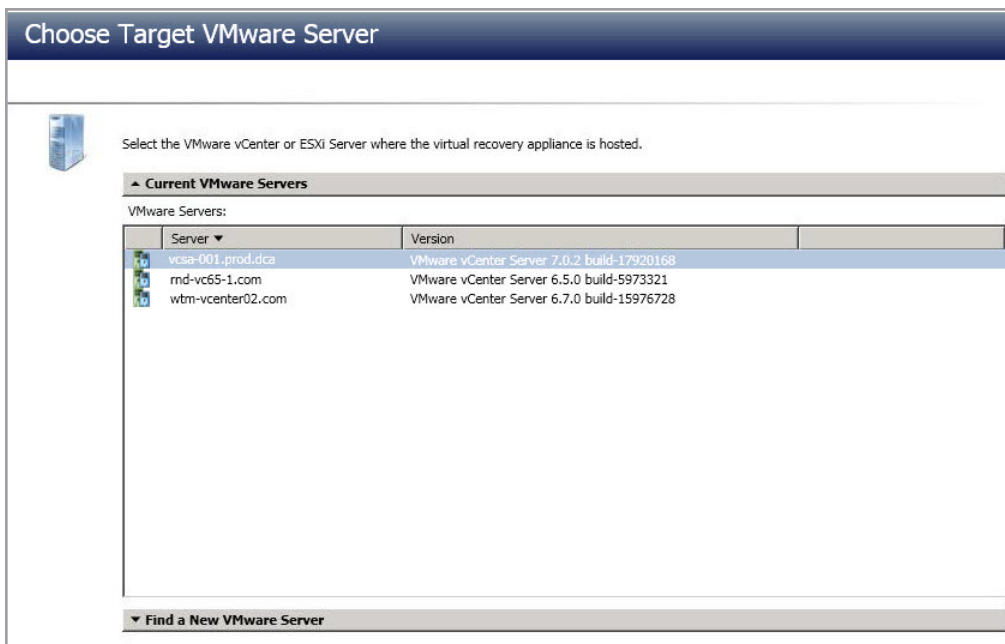 Choose Target VMware Server
Select the VMware vCenter or ESXi Server where the virtual recovery appliance is hosted.
Current VMware Servers
VMware Servers:
Server Version
vcsa-001.prod.dca VMware vCenter Server 7.0.2 build-17920168
rnd-vc65-1.com VMware vCenter Server 6.5.0 build-5973321
wtm-vcenter02.com VMware vCenter Server 6.7.0 build-15976728
Find a New VMware Server